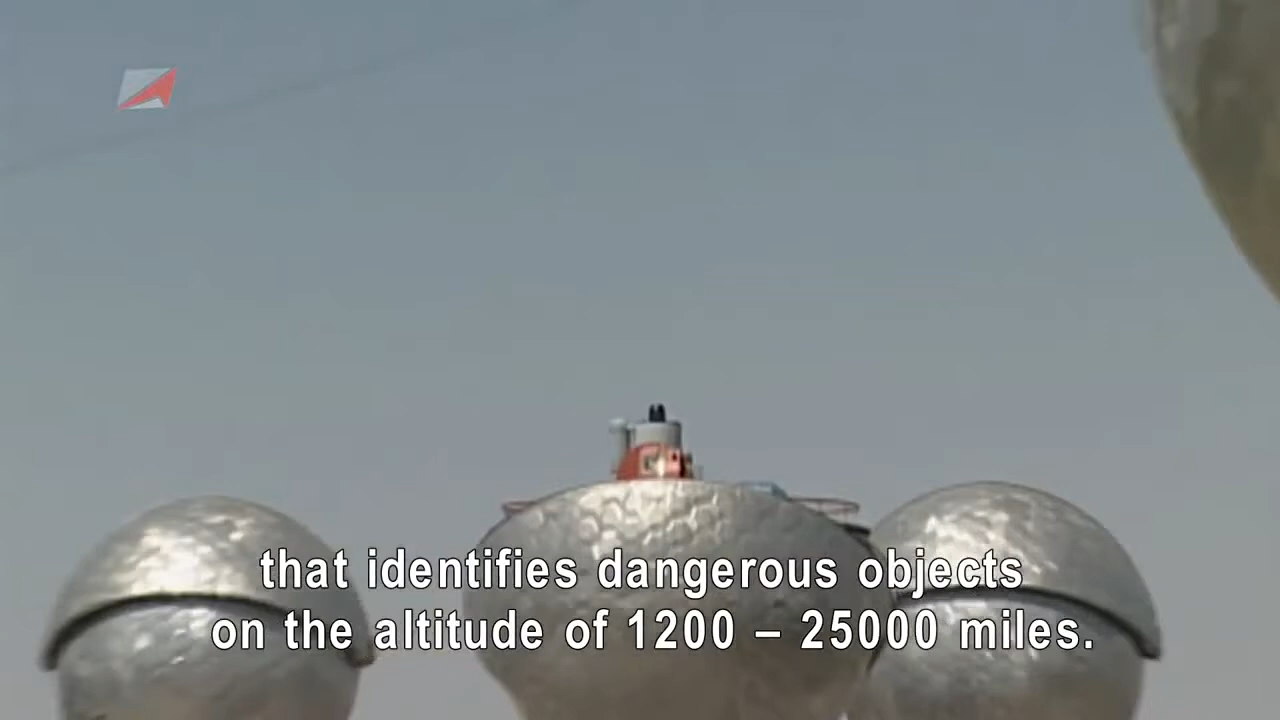 that identifies dangerous objects
on the altitude of 1200 – 25000 miles.